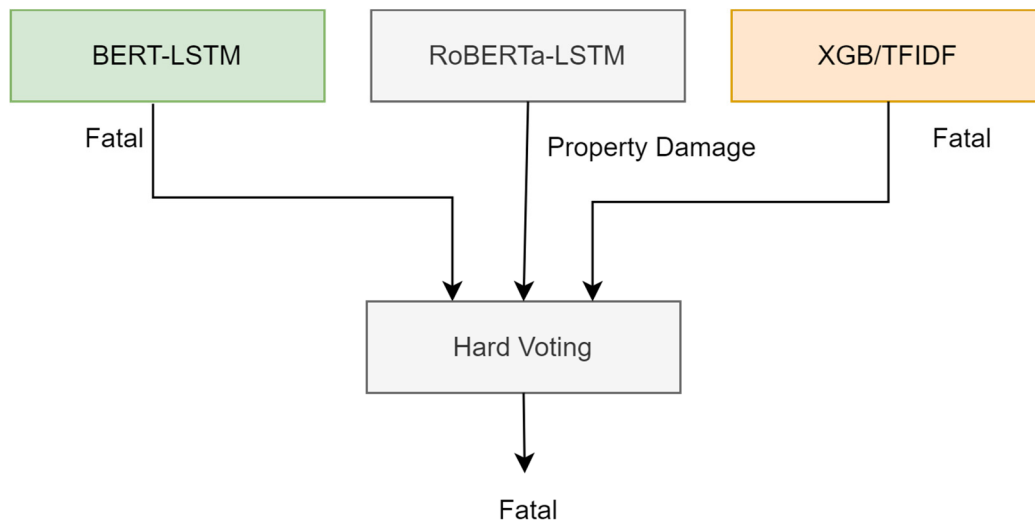 BERT-LSTM
RoBERTa-LSTM
XGB/TFIDF
Fatal
Property Damage
Fatal
Hard Voting
Fatal